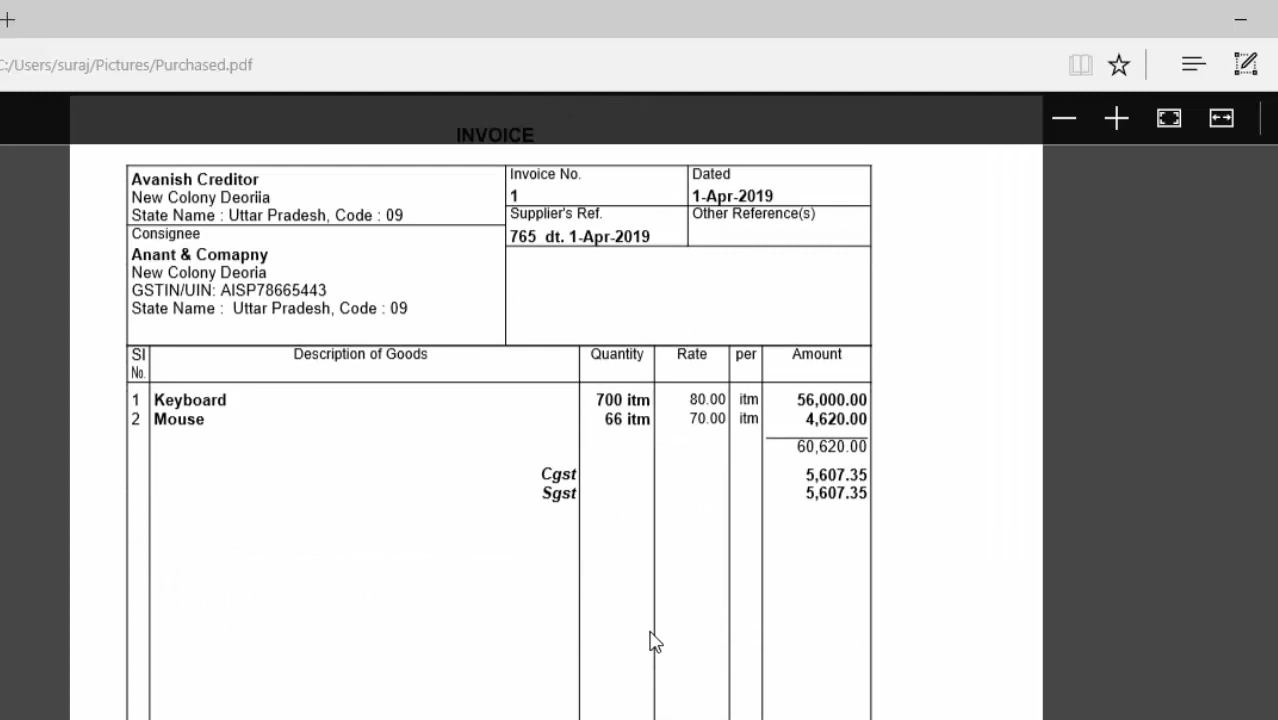 C:/Users/suraj/Pictures/Purchased.pdf
INVOICE
Avanish Creditor
New Colony Deoriia
State Name : Uttar Pradesh, Code : 09
Invoice No.
1
Dated
1-Apr-2019
Supplier's Ref.
765 dt. 1-Apr-2019
Other Reference(s)
Consignee
Anant & Comapny
New Colony Deoria
GSTIN/UIN: AISP78665443
State Name : Uttar Pradesh, Code : 09
Sl No. Description of Goods Quantity Rate per Amount
1 Keyboard 700 itm 80.00 itm 56,000.00
2 Mouse 66 itm 70.00 itm 4,620.00
60,620.00
Cgst 5,607.35
Sgst 5,607.35